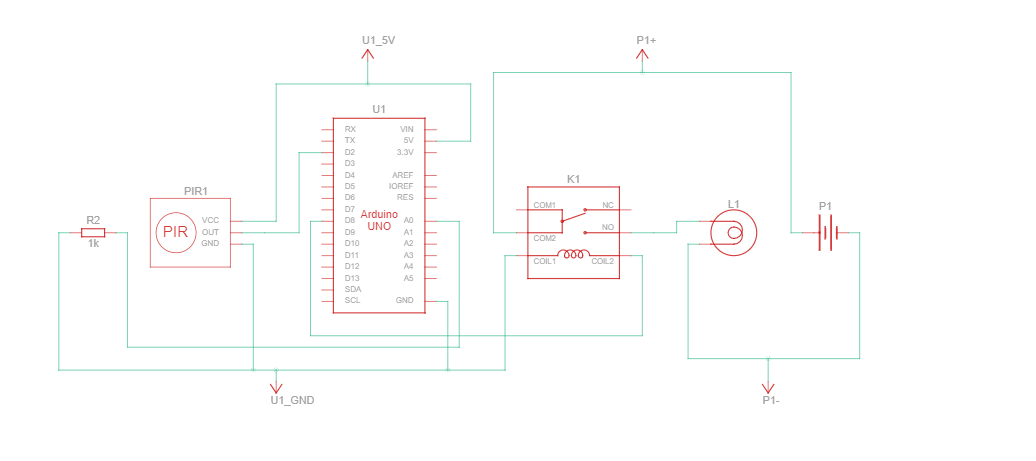 U1_5V
P1+
U1
RX
VIN
TX
5V
D2
3.3V
D3
D4
AREF
D5
IOREF
D6
RES
D7
D8
A0
D9
A1
D10
A2
D11
A3
D12
A4
D13
A5
SDA
SCL
GND
Arduino
UNO
PIR1
PIR
VCC
OUT
GND
R2
1k
K1
COM1
NC
COM2
NO
COIL1
COIL2
L1
P1
U1_GND
P1-